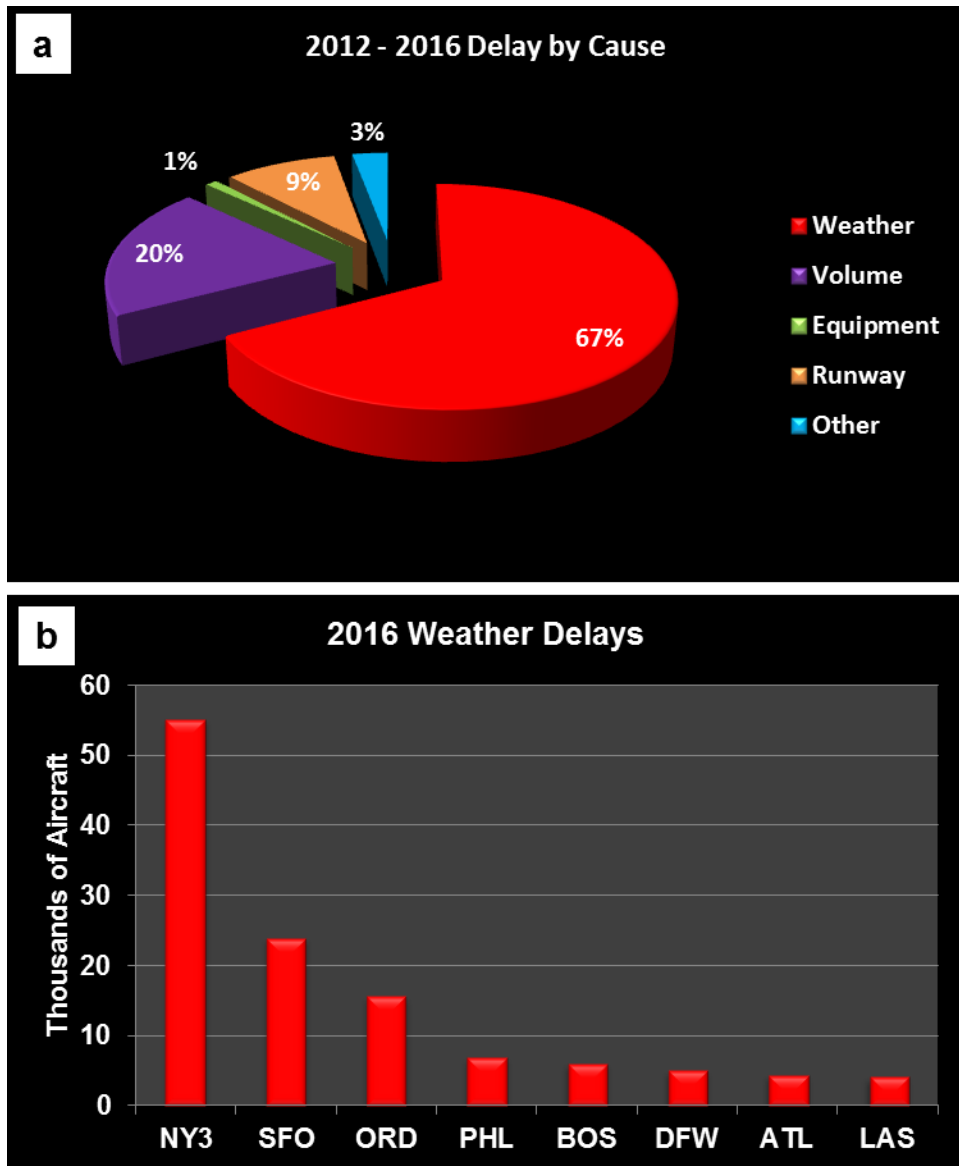 a
2012 - 2016 Delay by Cause
3%
1%
9%
20%
67%
Weather
Volume
Equipment
Runway
Other
b
2016 Weather Delays
Thousands of Aircraft
60
50
40
30
20
10
0
NY3 SFO ORD PHL BOS DFW ATL LAS